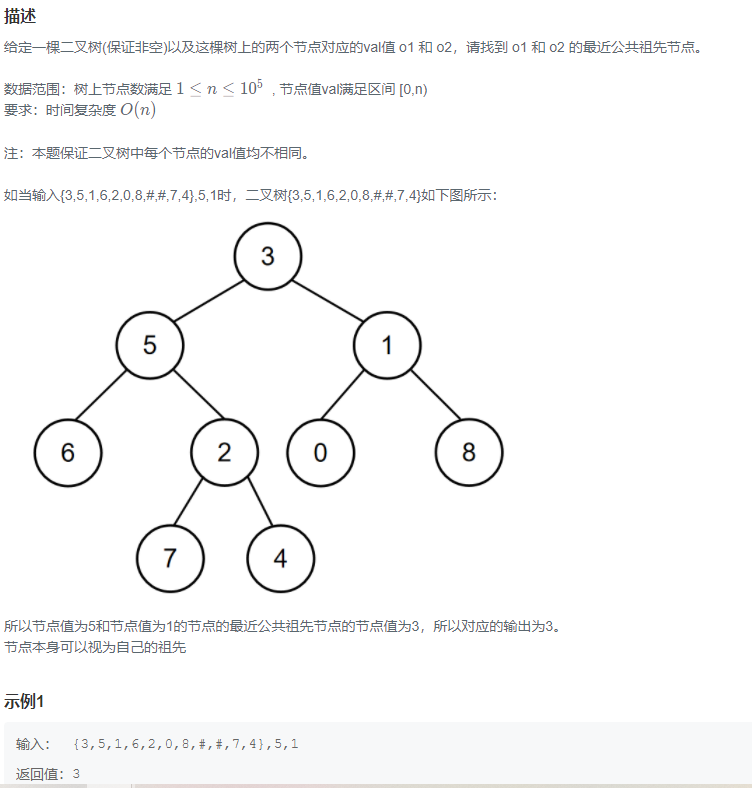 描述
给定一棵二叉树(保证非空)以及这棵树上的两个节点对应的val值 o1 和 o2，请找到 o1 和 o2 的最近公共祖先节点。
数据范围：树上节点数满足 1 ≤ n ≤ 10⁵ , 节点值val满足区间 [0,n)
要求：时间复杂度 O(n)
注：本题保证二叉树中每个节点的val值均不相同。
如当输入{3,5,1,6,2,0,8,#,#,7,4},5,1时，二叉树{3,5,1,6,2,0,8,#,#,7,4}如下图所示：
3
5 1
6 2 0 8
7 4
所以节点值为5和节点值为1的节点的最近公共祖先节点的节点值为3，所以对应的输出为3。
节点本身可以视为自己的祖先
示例1
输入： {3,5,1,6,2,0,8,#,#,7,4},5,1
返回值：3